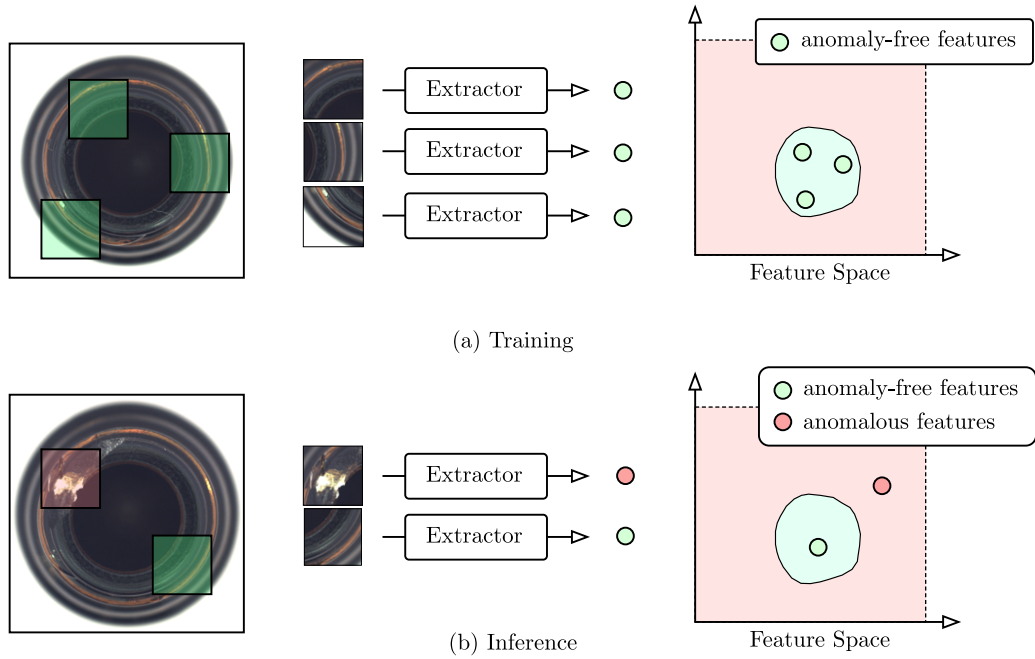 anomaly-free features
Extractor
Extractor
Extractor
Feature Space
(a) Training
anomaly-free features
anomalous features
Extractor
Extractor
Feature Space
(b) Inference